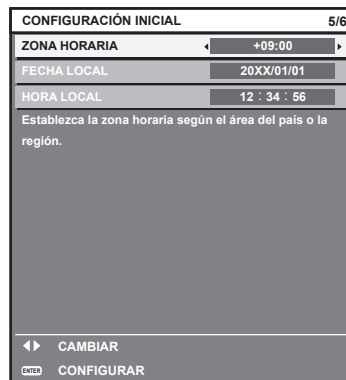 CONFIGURACIÓN INICIAL 5/6
ZONA HORARIA +09:00
FECHA LOCAL 20XX/01/01
HORA LOCAL 12 : 34 : 56
Establezca la zona horaria según el área del país o la
región.
CAMBIAR
ENTER CONFIGURAR